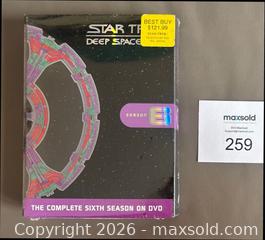 STAR TR
DEEP SPACE
BEST BUY
$121.99
SEASON
THE COMPLETE SIXTH SEASON ON DVD
maxsold
259
Copyright 2026 - maxsold.com